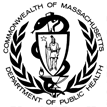 COMMONWEALTH OF MASSACHUSETTS
DEPARTMENT OF PUBLIC HEALTH